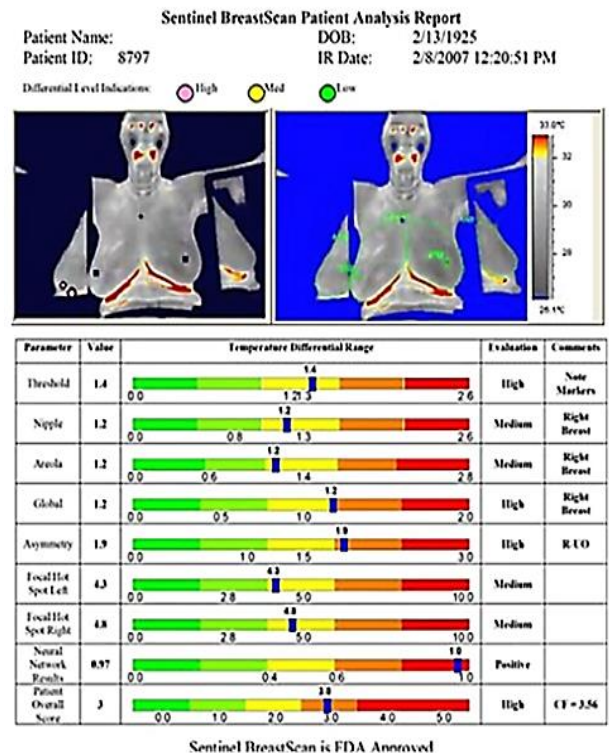 Sentinel BreastScan Patient Analysis Report
Patient Name: DOB: 2/13/1925
Patient ID: 8797 IR Date: 2/8/2007 12:20:51 PM
Differential Level Indications: High Med Low
33.0°C
32
30
28
26.1°C
Parameter Value Temperature Differential Range Evaluation Comments
Threshold 1.4 1.4 High Note Markers
0.0 1.2 1.3 2.6
Nipple 1.2 1.2 Medium Right Breast
0.0 0.8 1.3 2.6
Areola 1.2 1.2 Medium Right Breast
0.0 0.6 1.4 2.8
Global 1.2 1.2 High Right Breast
0.0 0.5 1.0 2.0
Asymmetry 1.9 1.9 High R-UO
0.0 1.0 1.5 3.0
Focal Hot Spot Left 4.3 4.3 Medium
0.0 2.8 5.0 10.0
Focal Hot Spot Right 4.8 4.8 Medium
0.0 2.8 5.0 10.0
Neural Network Results 0.97 1.0 Positive
0.0 0.4 0.6 1.0
Patient Overall Score 3 3.0 High CF = 3.56
0.0 1.0 2.0 3.0 4.0 5.0
Sentinel BreastScan is FDA Approved